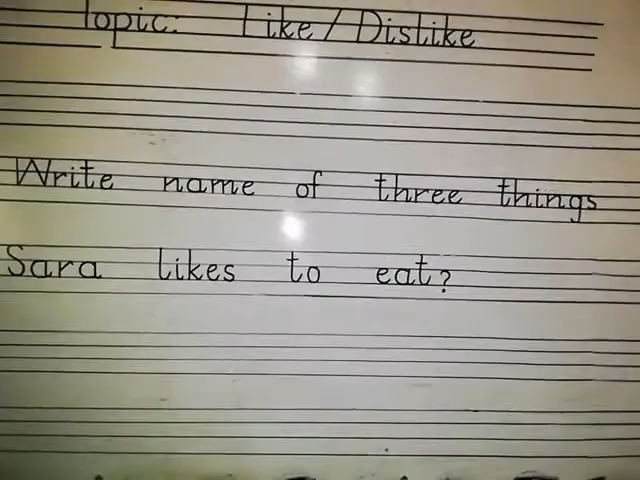 Topic: Like/Dislike
Write name of three things
Sara likes to eat?